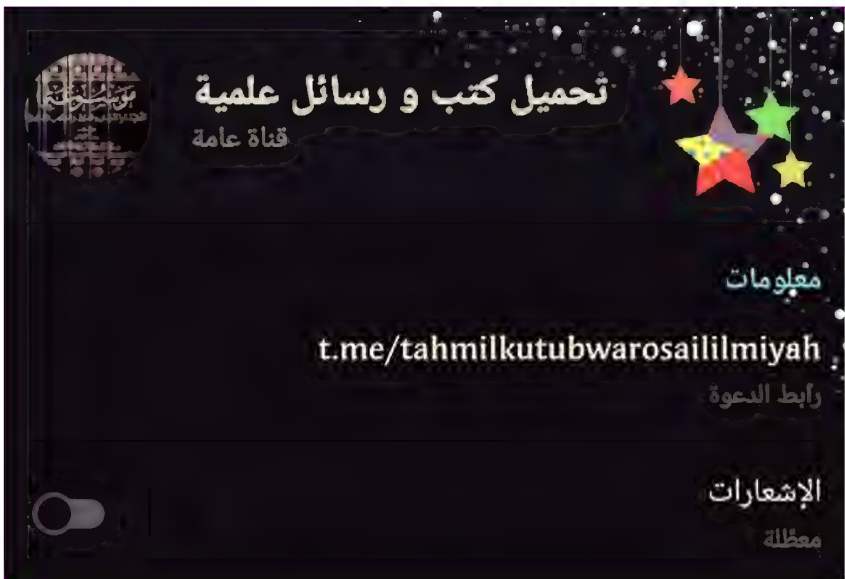 تحميل كتب و رسائل علمية
قناة عامة
معلومات
t.me/tahmilkutubwarosaililmiyah
رابط الدعوة
الإشعارات
معطلة